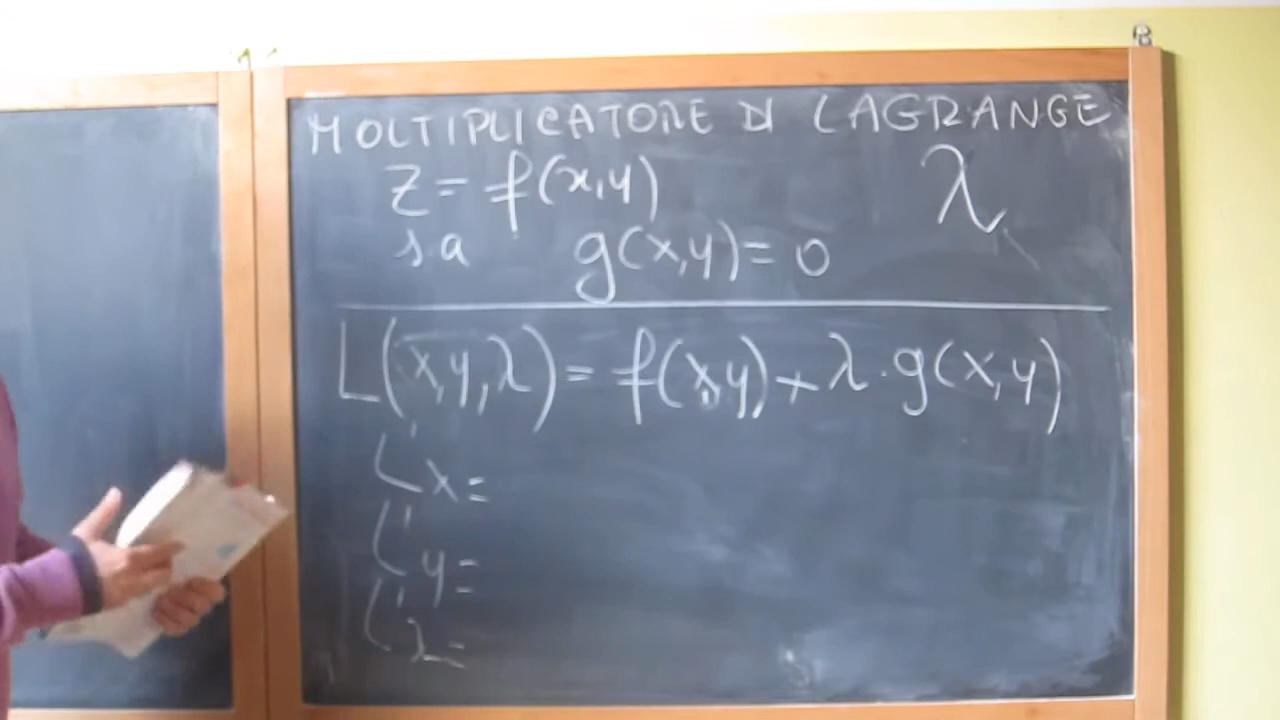 MOLTIPLICATORE DI LAGRANGE
z = f(x,y) λ
s.a g(x,y) = 0
L(x,y,λ) = f(x,y) + λ·g(x,y)
L'x =
L'y =
L'λ =